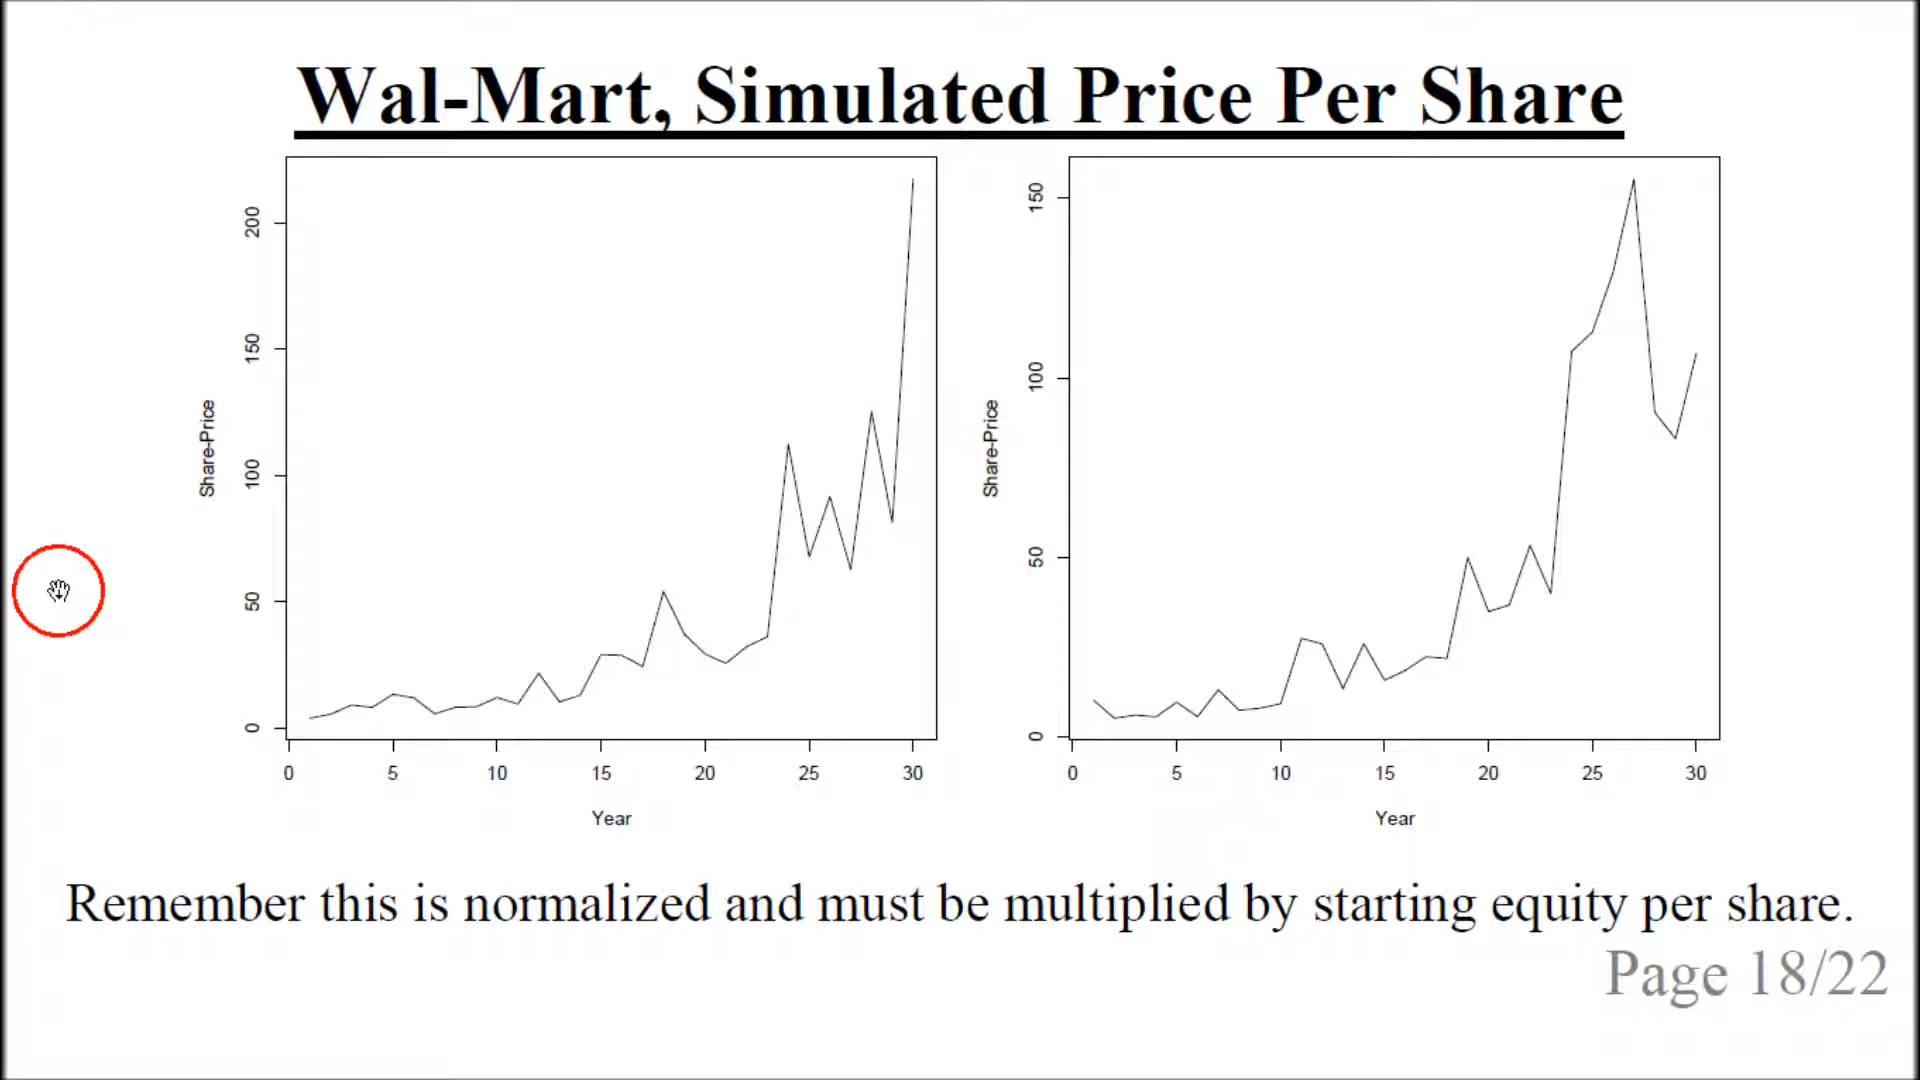 Wal-Mart, Simulated Price Per Share
Share-Price
200
150
100
50
0
0 5 10 15 20 25 30
Year
Share-Price
150
100
50
0
0 5 10 15 20 25 30
Year
Remember this is normalized and must be multiplied by starting equity per share.
Page 18/22